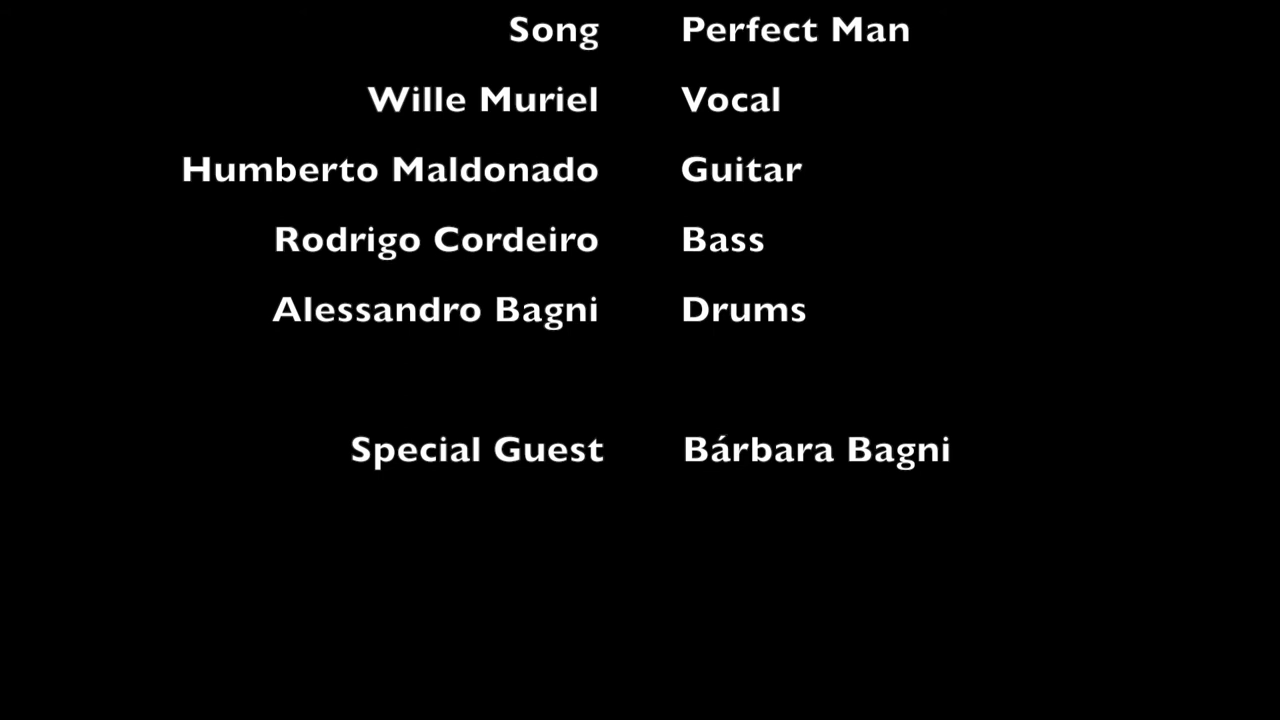 Song Perfect Man
Wille Muriel Vocal
Humberto Maldonado Guitar
Rodrigo Cordeiro Bass
Alessandro Bagni Drums
Special Guest Bárbara Bagni